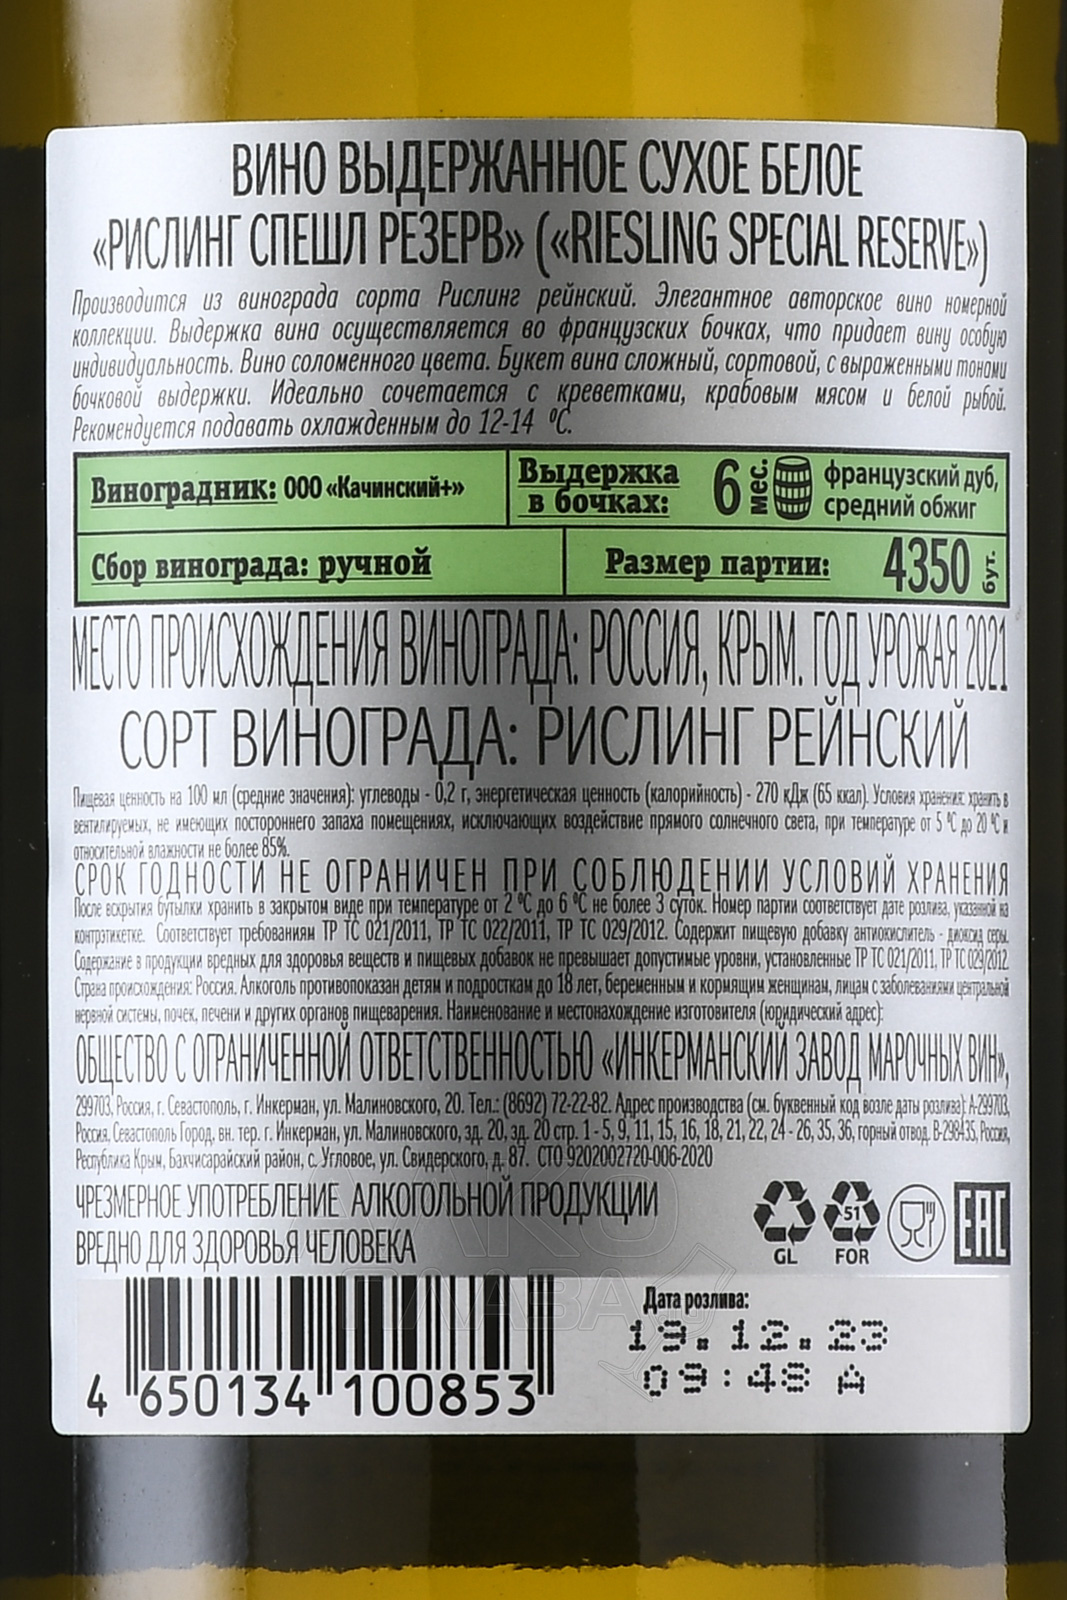 ВИНО ВЫДЕРЖАННОЕ СУХОЕ БЕЛОЕ
«РИСЛИНГ СПЕШЛ РЕЗЕРВ» («RIESLING SPECIAL RESERVE»)
Производится из винограда сорта Рислинг рейнский. Элегантное авторское вино номерной
коллекции. Выдержка вина осуществляется во французских бочках, что придает вину особую
индивидуальность. Вино соломенного цвета. Букет вина сложный, сортовой, с выраженными тонами
бочковой выдержки. Идеально сочетается с креветками, крабовым мясом и белой рыбой.
Рекомендуется подавать охлажденным до 12-14 ºС.
Виноградник: ООО «Качинский+»
Выдержка в бочках: 6 мес.
французский дуб,
средний обжиг
Сбор винограда: ручной
Размер партии: 4350 бут.
МЕСТО ПРОИСХОЖДЕНИЯ ВИНОГРАДА: РОССИЯ, КРЫМ. ГОД УРОЖАЯ 2021
СОРТ ВИНОГРАДА: РИСЛИНГ РЕЙНСКИЙ
Пищевая ценность на 100 мл (средние значения): углеводы - 0,2 г, энергетическая ценность (калорийность) - 270 кДж (65 ккал). Условия хранения: хранить в
вентилируемых, не имеющих постороннего запаха помещениях, исключающих воздействие прямого солнечного света, при температуре от 5 ºС до 20 ºС и
относительной влажности не более 85%.
СРОК ГОДНОСТИ НЕ ОГРАНИЧЕН ПРИ СОБЛЮДЕНИИ УСЛОВИЙ ХРАНЕНИЯ
После вскрытия бутылки хранить в закрытом виде при температуре от 2 ºС до 6 ºС не более 3 суток. Номер партии соответствует дате розлива, указанной на
контрэтикетке. Соответствует требованиям ТР ТС 021/2011, ТР ТС 022/2011, ТР ТС 029/2012. Содержит пищевую добавку антиокислитель - диоксид серы.
Содержание в продукции вредных для здоровья веществ и пищевых добавок не превышает допустимые уровни, установленные ТР ТС 021/2011, ТР ТС 029/2012.
Страна происхождения: Россия. Алкоголь противопоказан детям и подросткам до 18 лет, беременным и кормящим женщинам, лицам с заболеваниями центральной
нервной системы, почек, печени и других органов пищеварения. Наименование и местонахождение изготовителя (юридический адрес):
ОБЩЕСТВО С ОГРАНИЧЕННОЙ ОТВЕТСТВЕННОСТЬЮ «ИНКЕРМАНСКИЙ ЗАВОД МАРОЧНЫХ ВИН»,
299703, Россия, г. Севастополь, г. Инкерман, ул. Малиновского, 20. Тел.: (8692) 72-22-82. Адрес производства (см. буквенный код возле даты розлива): А-299703,
Россия, Севастополь Город, вн. тер. г. Инкерман, ул. Малиновского, зд. 20, зд. 20 стр. 1 - 5, 9, 11, 15, 16, 18, 21, 22, 24 - 26, 35, 36, горный отвод. В-298435, Россия,
Республика Крым, Бахчисарайский район, с. Угловое, ул. Свидерского, д. 87. СТО 9202002720-006-2020
ЧРЕЗМЕРНОЕ УПОТРЕБЛЕНИЕ АЛКОГОЛЬНОЙ ПРОДУКЦИИ
ВРЕДНО ДЛЯ ЗДОРОВЬЯ ЧЕЛОВЕКА
GL
51
FOR
EAC
АЛКО
ПЛАВА
Дата розлива:
19.12.23
09:48 А
4 650134 100853